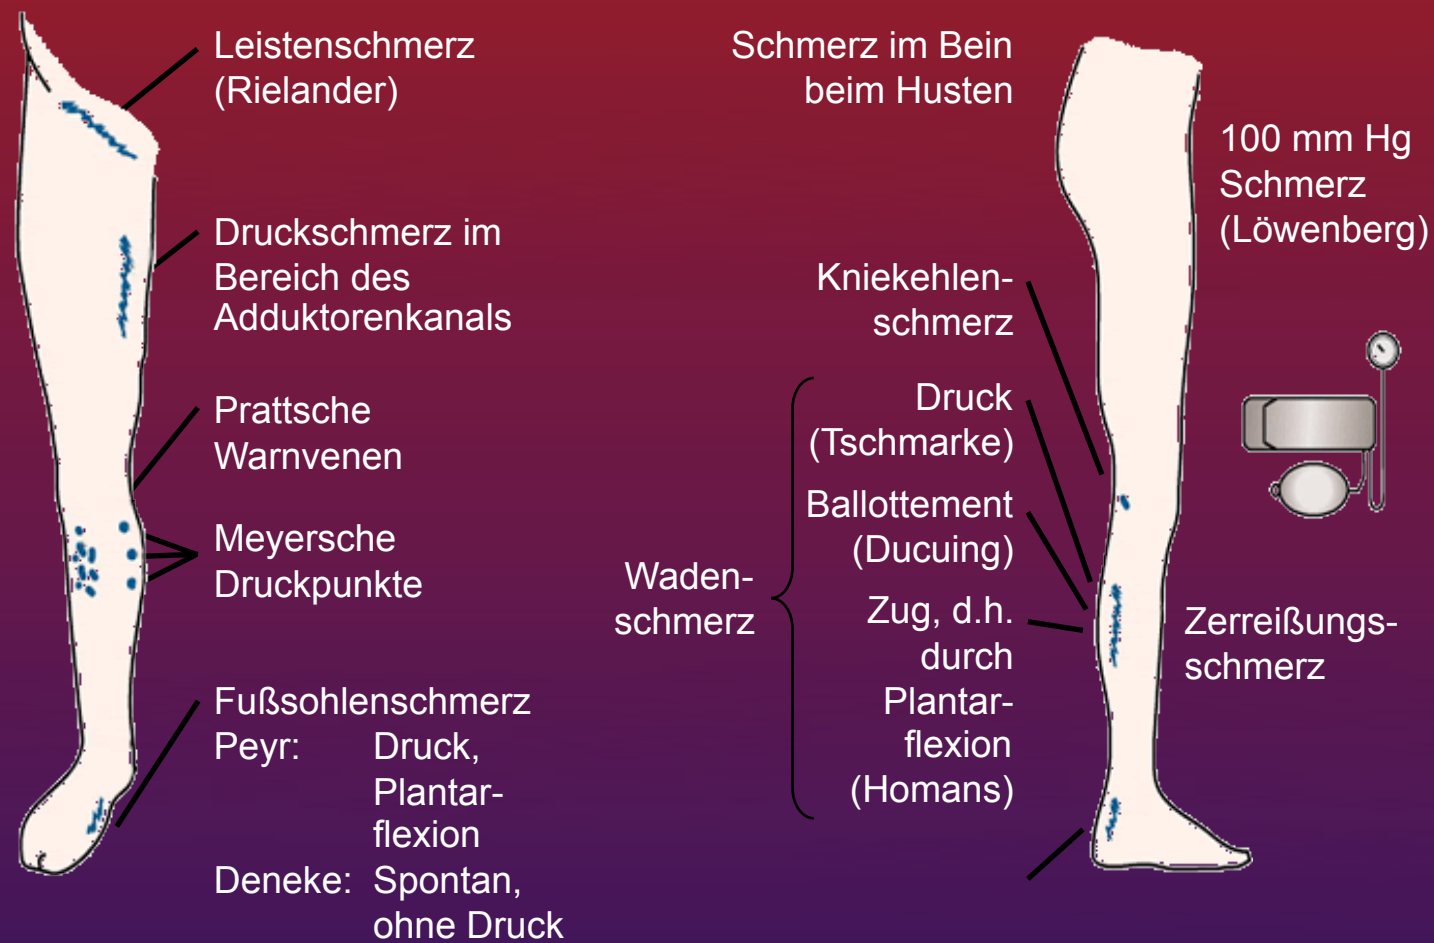 Leistenschmerz
(Rielander)
Druckschmerz im
Bereich des
Adduktorenkanals
Prattsche
Warnvenen
Meyersche
Druckpunkte
Fußsohlenschmerz
Peyr: Druck,
Plantar-
flexion
Deneke: Spontan,
ohne Druck
Schmerz im Bein
beim Husten
Kniekehlen-
schmerz
Waden-
schmerz
Druck
(Tschmarke)
Ballottement
(Ducuing)
Zug, d.h.
durch
Plantar-
flexion
(Homans)
100 mm Hg
Schmerz
(Löwenberg)
Zerreißungs-
schmerz